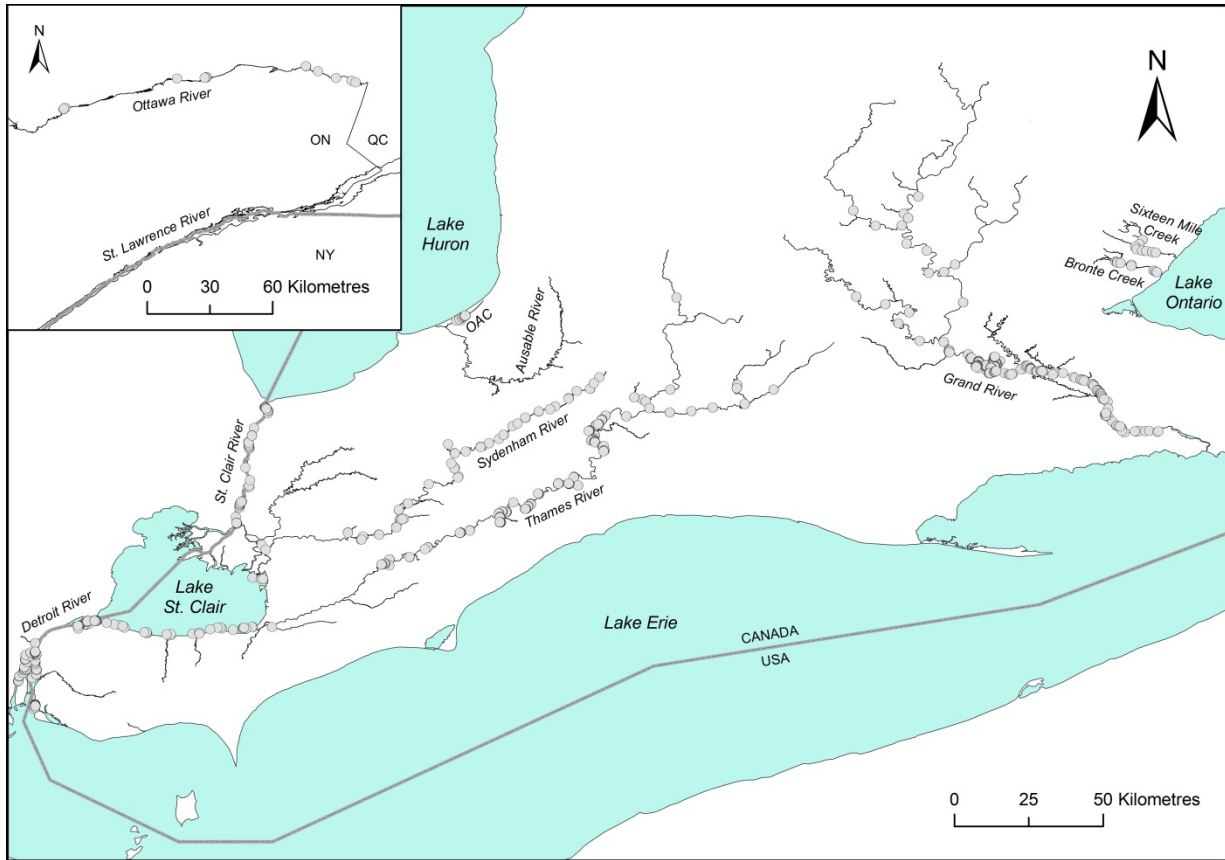 N
Ottawa River
ON
QC
St. Lawrence River
NY
0
30
60 Kilometres
N
Lake
Huron
Sixteen Mile
Creek
Bronte Creek
Lake
Ontario
OAC
Ausable River
Grand River
St. Clair River
Sydenham River
Thames River
Lake
St. Clair
Detroit River
Lake Erie
CANADA
USA
0
25
50 Kilometres